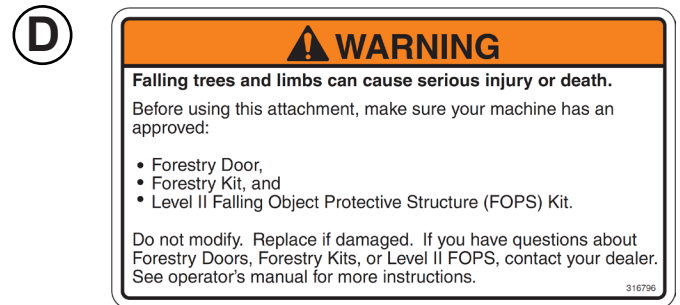 D
WARNING
Falling trees and limbs can cause serious injury or death.
Before using this attachment, make sure your machine has an
approved:
• Forestry Door,
• Forestry Kit, and
• Level II Falling Object Protective Structure (FOPS) Kit.
Do not modify.  Replace if damaged.  If you have questions about
Forestry Doors, Forestry Kits, or Level II FOPS, contact your dealer.
See operator’s manual for more instructions.
316796